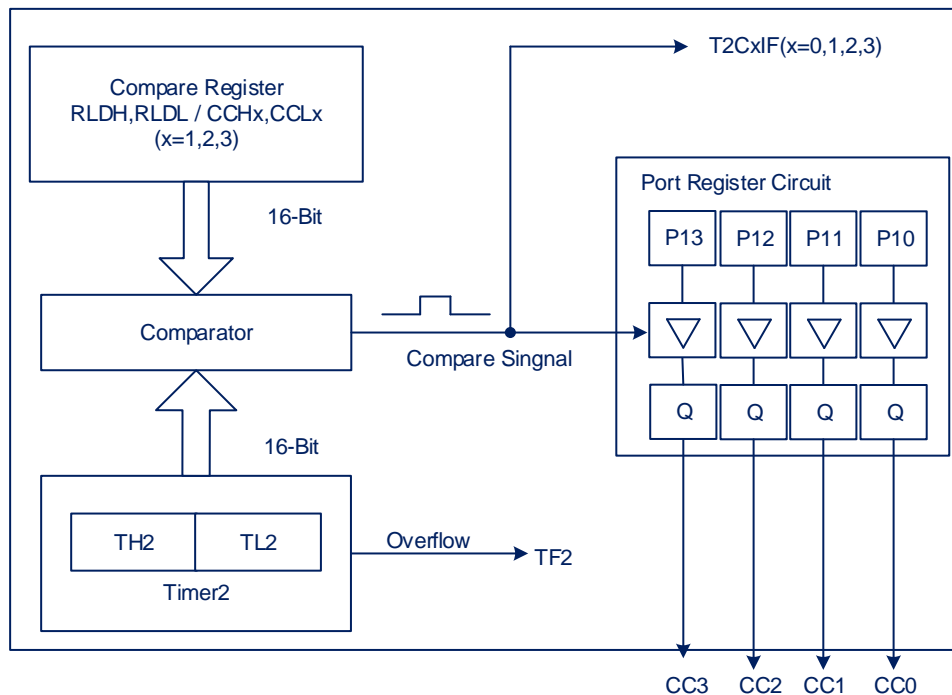 Compare Register
RLDH,RLDL / CCHx,CCLx
(x=1,2,3)
T2CxIF(x=0,1,2,3)
16-Bit
Port Register Circuit
P13 P12 P11 P10
Comparator
Compare Singnal
Q Q Q Q
16-Bit
TH2 TL2
Timer2
Overflow
TF2
CC3 CC2 CC1 CC0